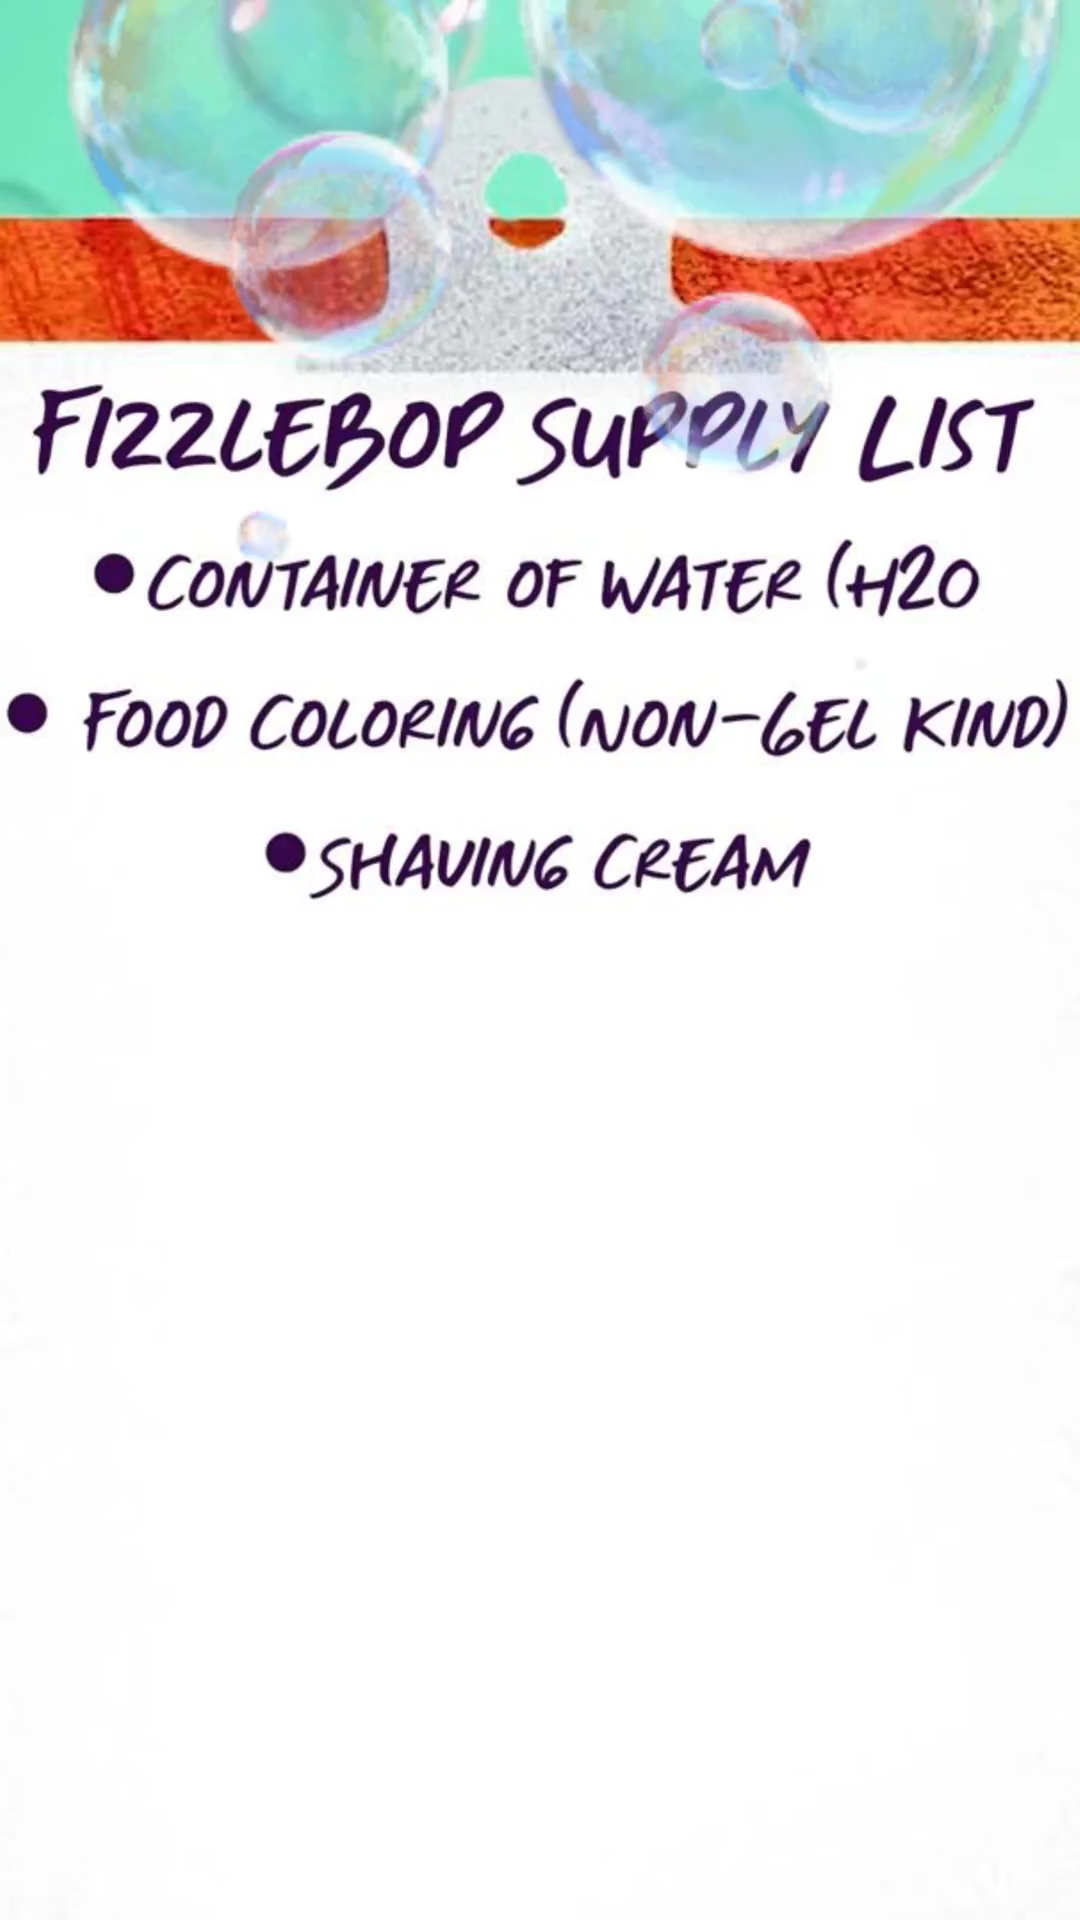 FIZZLEBOP SUPPLY LIST
• CONTAINER OF WATER (H2O
• FOOD COLORING (NON-GEL KIND)
• SHAVING CREAM